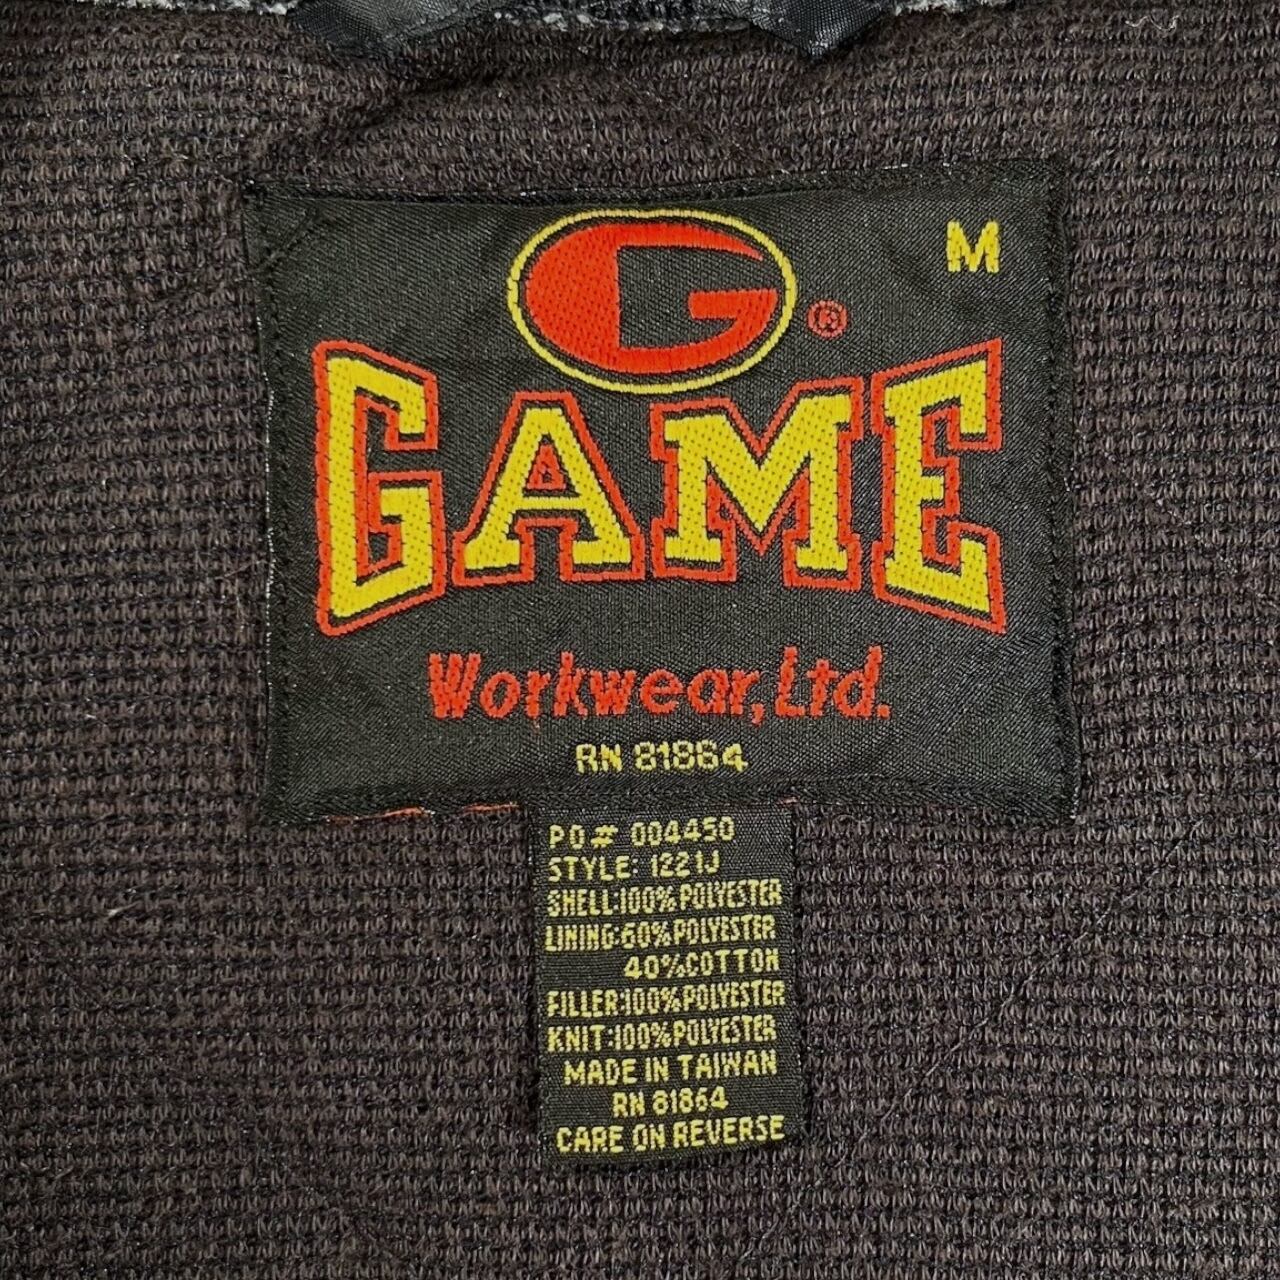 G ® M
GAME
Workwear, Ltd.
RN 81864
PO# 004450
STYLE: 1221J
SHELL:100%POLYESTER
LINING:60%POLYESTER
40%COTTON
FILLER:100%POLYESTER
KNIT:100%POLYESTER
MADE IN TAIWAN
RN 81864
CARE ON REVERSE